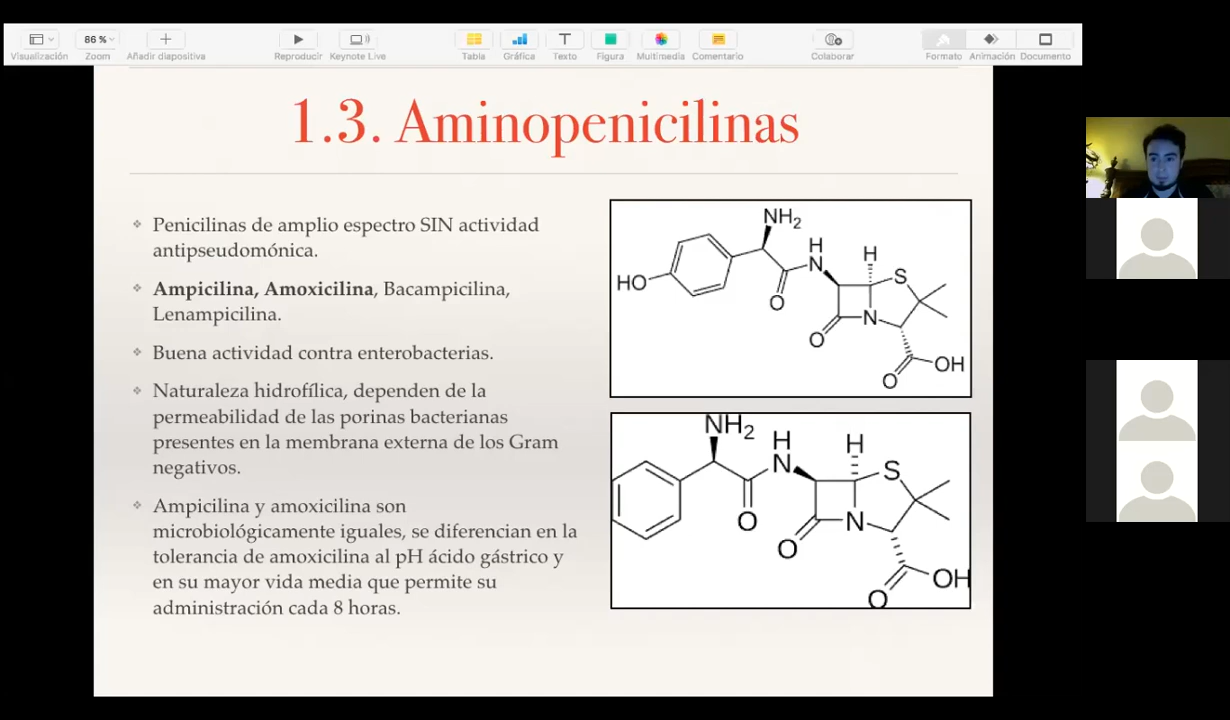 86 %
Visualización
Zoom
Añadir diapositiva
Reproducir
Keynote Live
Tabla
Gráfica
Texto
Figura
Multimedia
Comentario
Colaborar
Formato
Animación
Documento
1.3. Aminopenicilinas
Penicilinas de amplio espectro SIN actividad
antipseudomónica.
Ampicilina, Amoxicilina, Bacampicilina,
Lenampicilina.
Buena actividad contra enterobacterias.
Naturaleza hidrofílica, dependen de la
permeabilidad de las porinas bacterianas
presentes en la membrana externa de los Gram
negativos.
Ampicilina y amoxicilina son
microbiológicamente iguales, se diferencian en la
tolerancia de amoxicilina al pH ácido gástrico y
en su mayor vida media que permite su
administración cada 8 horas.
NH2
H
N
H
S
HO
O
O
N
O
OH
NH2
H
N
H
S
O
O
N
O
OH